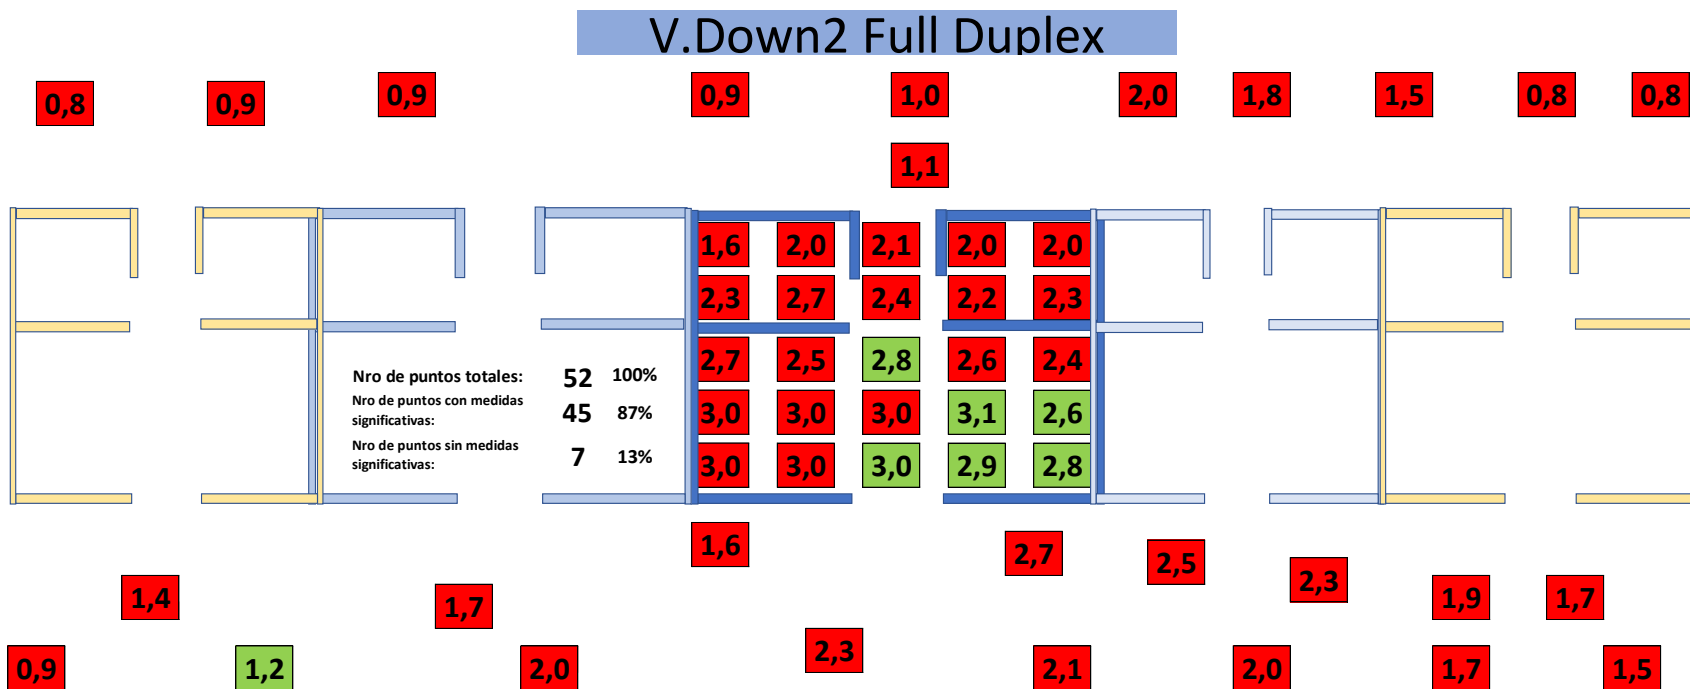 V.Down2 Full Duplex
0,8 0,9 0,9 0,9 1,0 2,0 1,8 1,5 0,8 0,8
1,1
1,6 2,0 2,1 2,0 2,0
2,3 2,7 2,4 2,2 2,3
2,7 2,5 2,8 2,6 2,4
Nro de puntos totales: 52 100%
Nro de puntos con medidas
significativas: 45 87%
3,0 3,0 3,0 3,1 2,6
Nro de puntos sin medidas
significativas: 7 13%
3,0 3,0 3,0 2,9 2,8
1,6 2,7 2,5 2,3
1,4 1,7 1,9 1,7
2,3
0,9 1,2 2,0 2,1 2,0 1,7 1,5